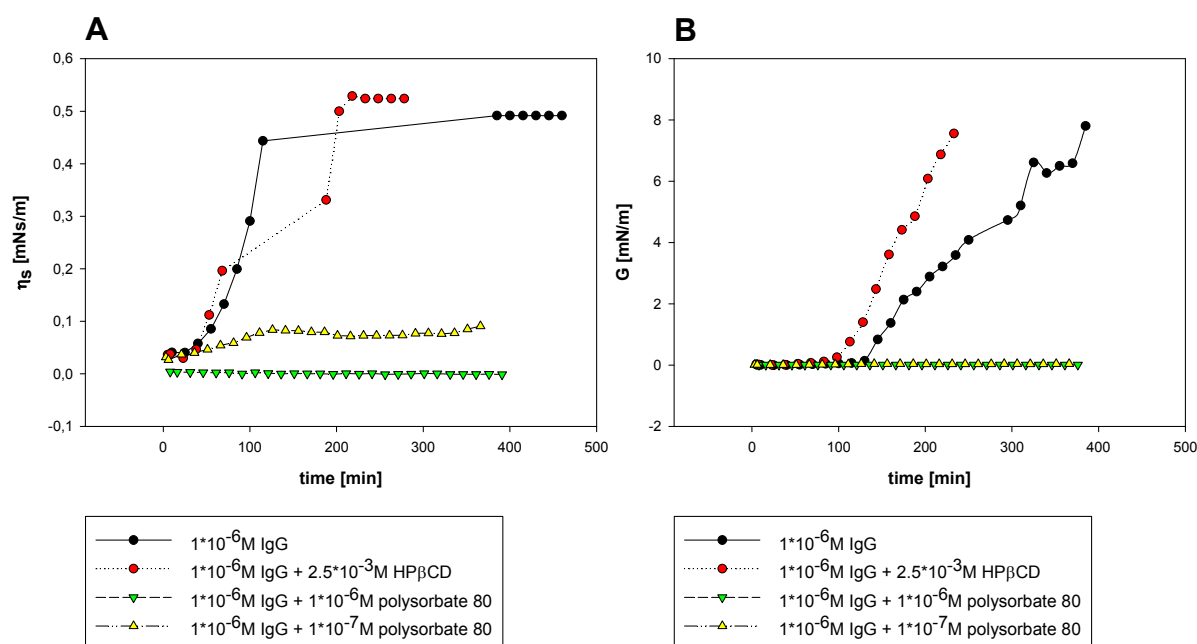 A
0,6
0,5
0,4
0,3
0,2
0,1
0,0
-0,1
ηs [mNs/m]
0 100 200 300 400 500
time [min]
1*10-6M IgG
1*10-6M IgG + 2.5*10-3M HPβCD
1*10-6M IgG + 1*10-6M polysorbate 80
1*10-6M IgG + 1*10-7M polysorbate 80
B
10
8
6
4
2
0
-2
G [mN/m]
0 100 200 300 400 500
time [min]
1*10-6M IgG
1*10-6M IgG + 2.5*10-3M HPβCD
1*10-6M IgG + 1*10-6M polysorbate 80
1*10-6M IgG + 1*10-7M polysorbate 80